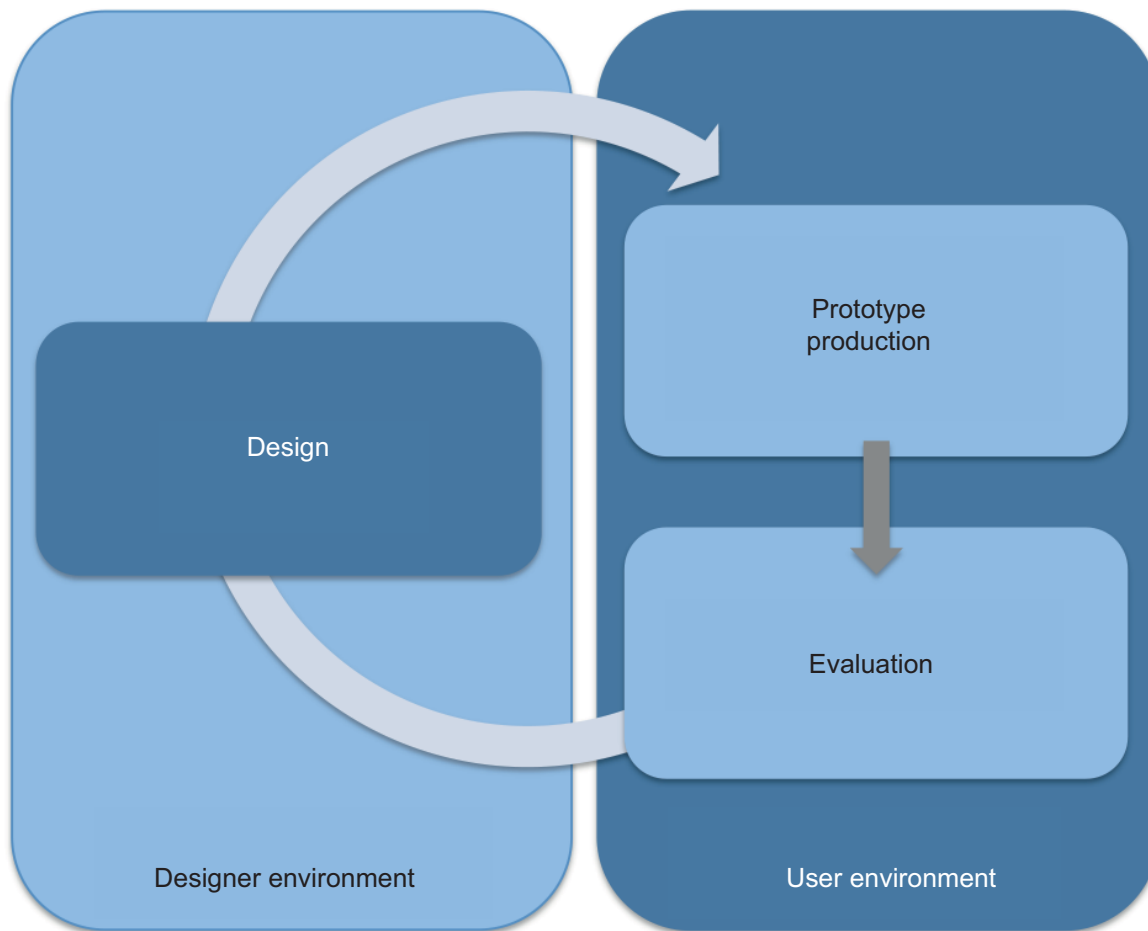 Design
Prototype
production
Evaluation
Designer environment
User environment